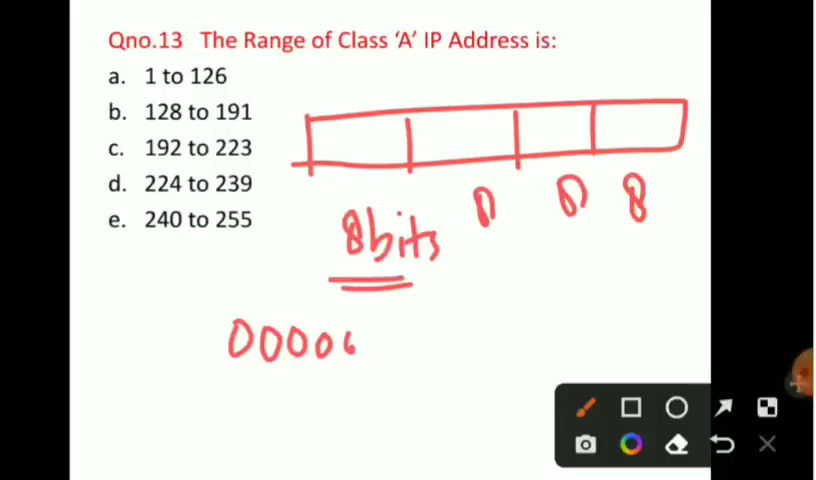 Qno.13 The Range of Class ‘A’ IP Address is:
a. 1 to 126
b. 128 to 191
c. 192 to 223
d. 224 to 239
e. 240 to 255
8 8 8
8bits
0000